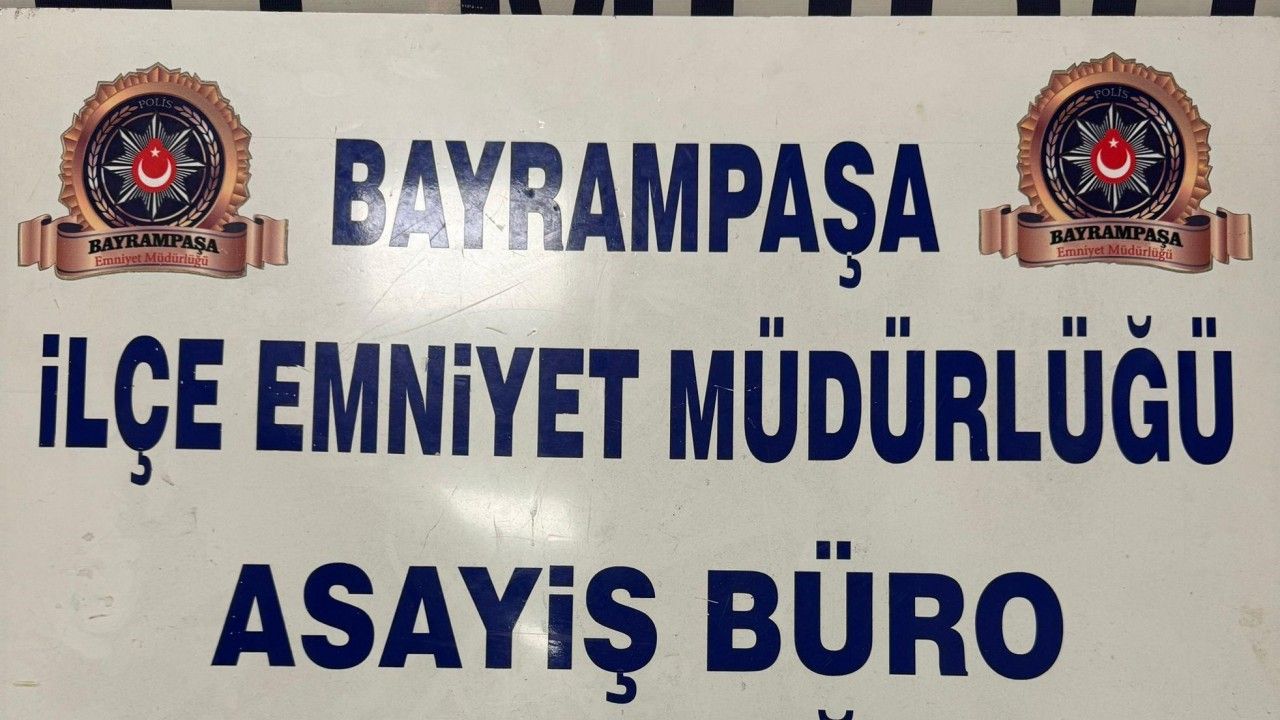 POLİS
BAYRAMPAŞA
Emniyet Müdürlüğü
POLİS
BAYRAMPAŞA
Emniyet Müdürlüğü
BAYRAMPAŞA
İLÇE EMNİYET MÜDÜRLÜĞÜ
ASAYİŞ BÜRO